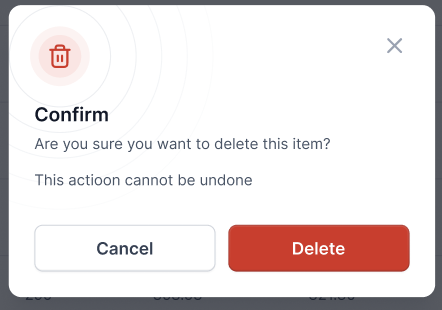 Confirm
Are you sure you want to delete this item?
This actioon cannot be undone
Cancel
Delete